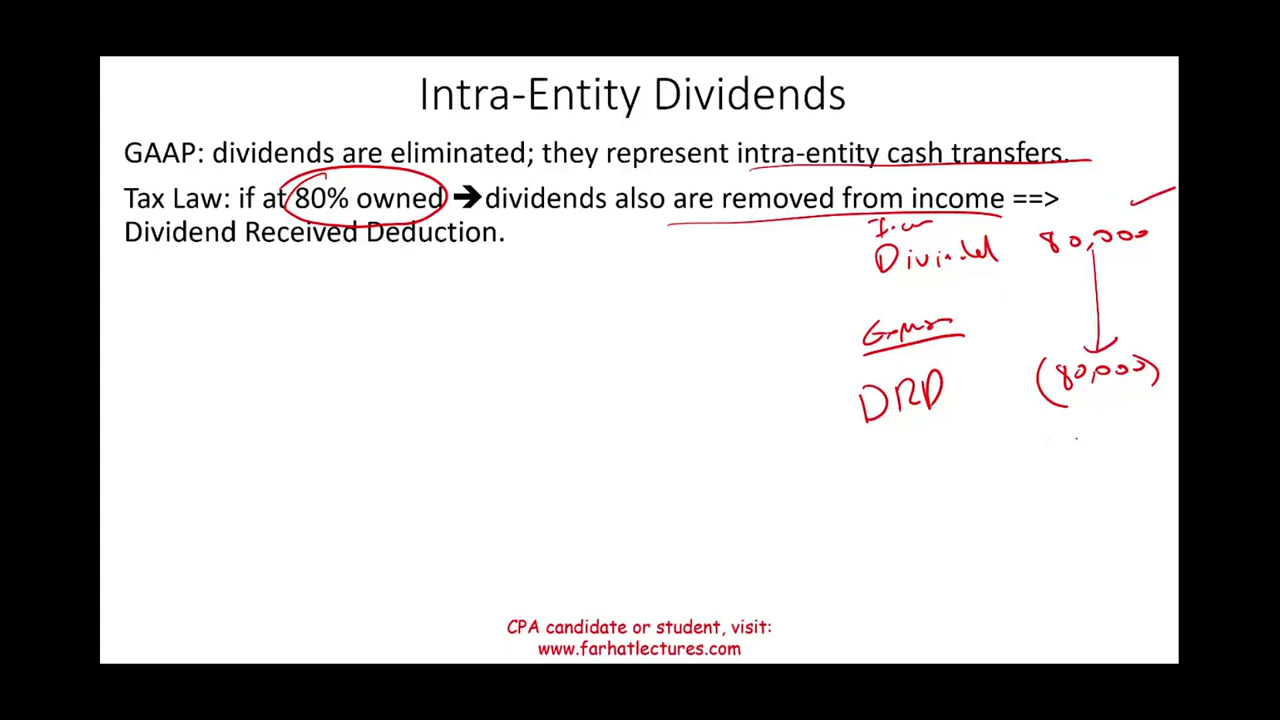 Intra-Entity Dividends
GAAP: dividends are eliminated; they represent intra-entity cash transfers.
Tax Law: if at 80% owned 🡺dividends also are removed from income ==>
Dividend Received Deduction.
80,000
DRD (80,000)
CPA candidate or student, visit:
www.farhatlectures.com